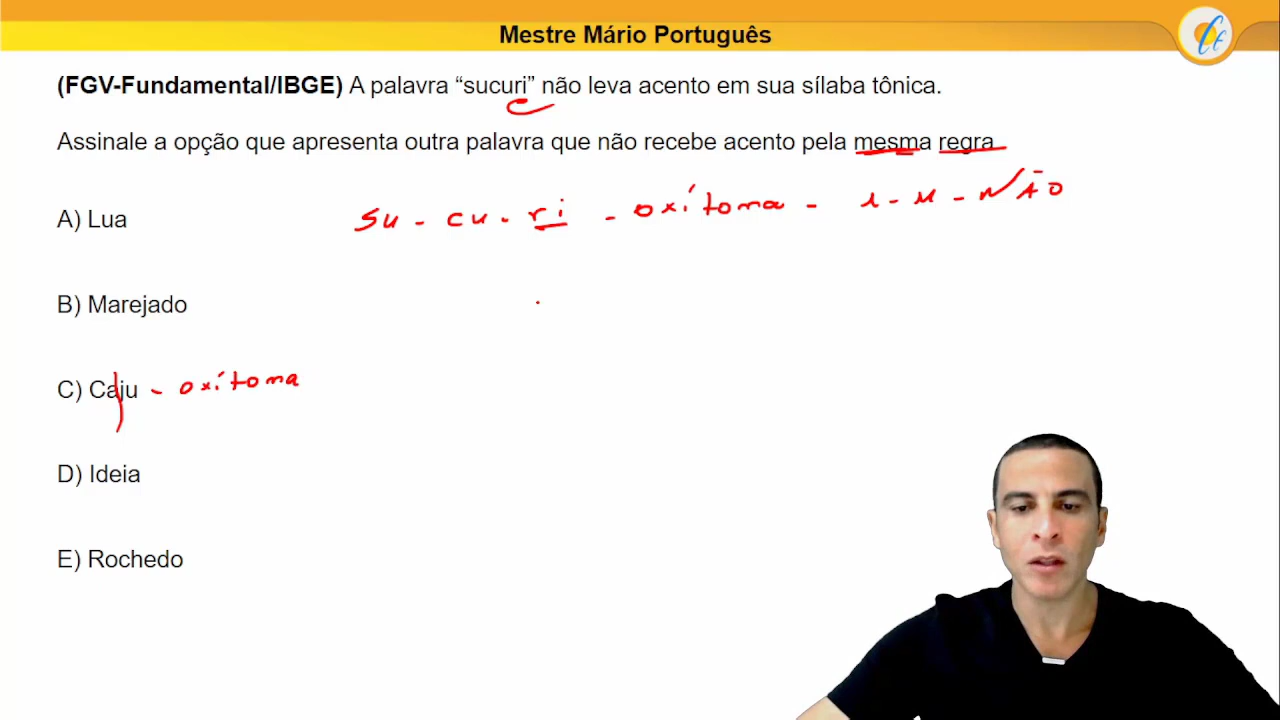 Mestre Mário Português
(FGV-Fundamental/IBGE) A palavra “sucuri” não leva acento em sua sílaba tônica.
Assinale a opção que apresenta outra palavra que não recebe acento pela mesma regra
su - cu - ri - oxítona - i - u - NÃO
A) Lua
B) Marejado
C) Caju - oxítona
D) Ideia
E) Rochedo